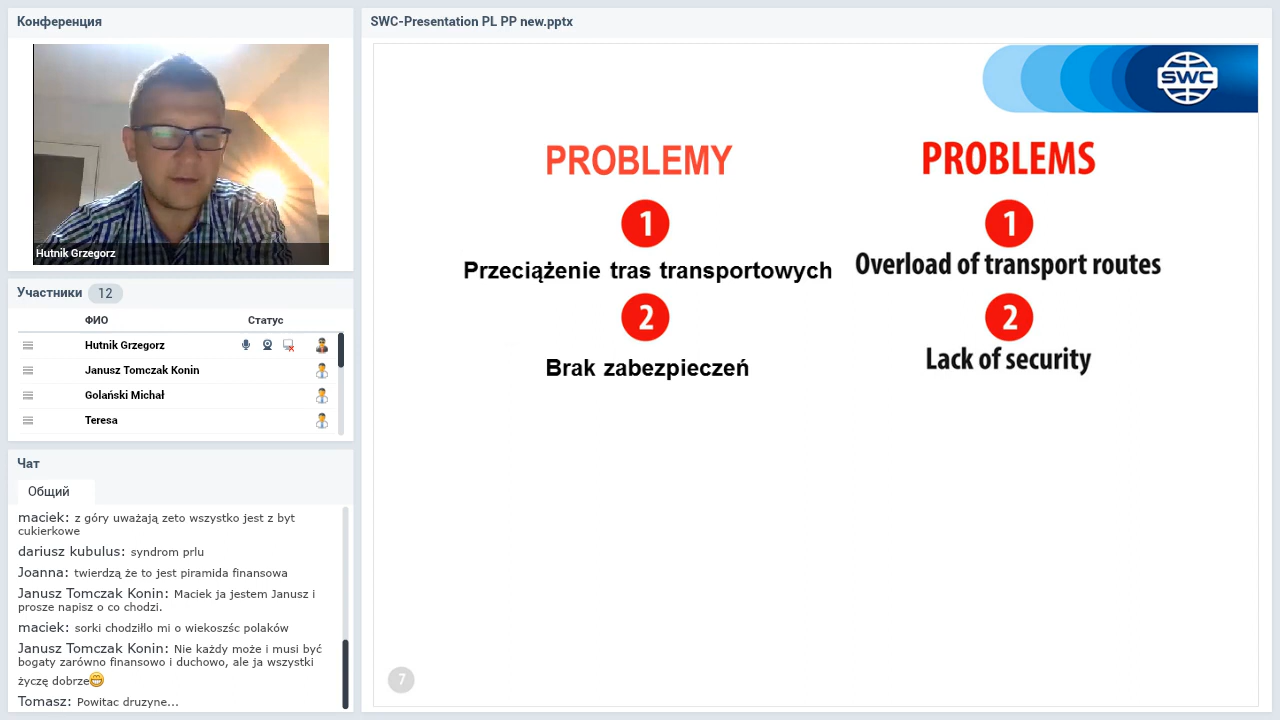 Конференция
Hutnik Grzegorz
Участники 12
ФИО Статус
Hutnik Grzegorz
Janusz Tomczak Konin
Golański Michał
Teresa
Чат
Общий
maciek: z góry uważają zeto wszystko jest z byt
cukierkowe
dariusz kubulus: syndrom prlu
Joanna: twierdzą że to jest piramida finansowa
Janusz Tomczak Konin: Maciek ja jestem Janusz i
prosze napisz o co chodzi.
maciek: sorki chodziłlo mi o wiekoszśc polaków
Janusz Tomczak Konin: Nie każdy może i musi być
bogaty zarówno finansowo i duchowo, ale ja wszystki
życzę dobrze
Tomasz: Powitac druzyne...
SWC-Presentation PL PP new.pptx
SWC
PROBLEMY
1
Przeciążenie tras transportowych
2
Brak zabezpieczeń
PROBLEMS
1
Overload of transport routes
2
Lack of security
7